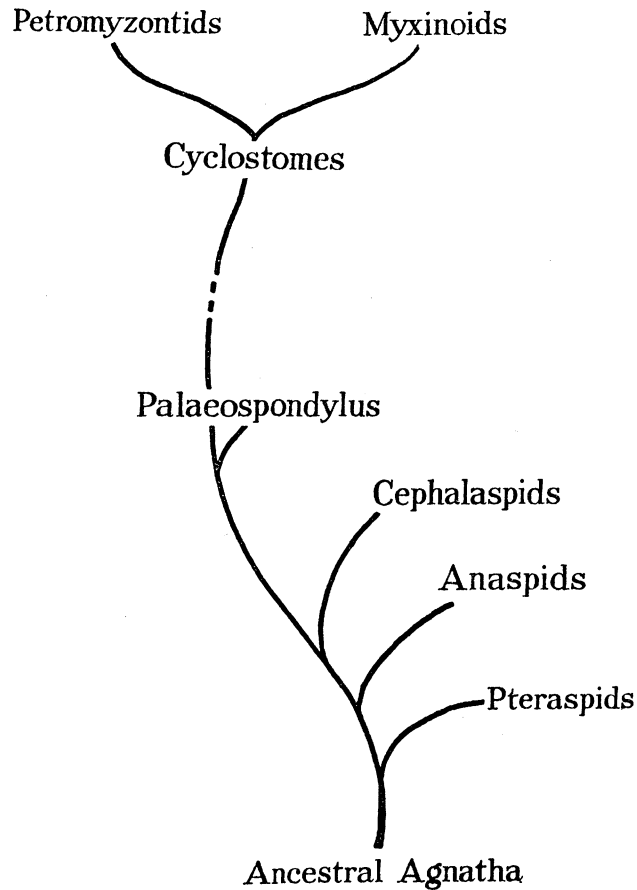 Petromyzontids Myxinoids
Cyclostomes
Palaeospondylus
Cephalaspids
Anaspids
Pteraspids
Ancestral Agnatha